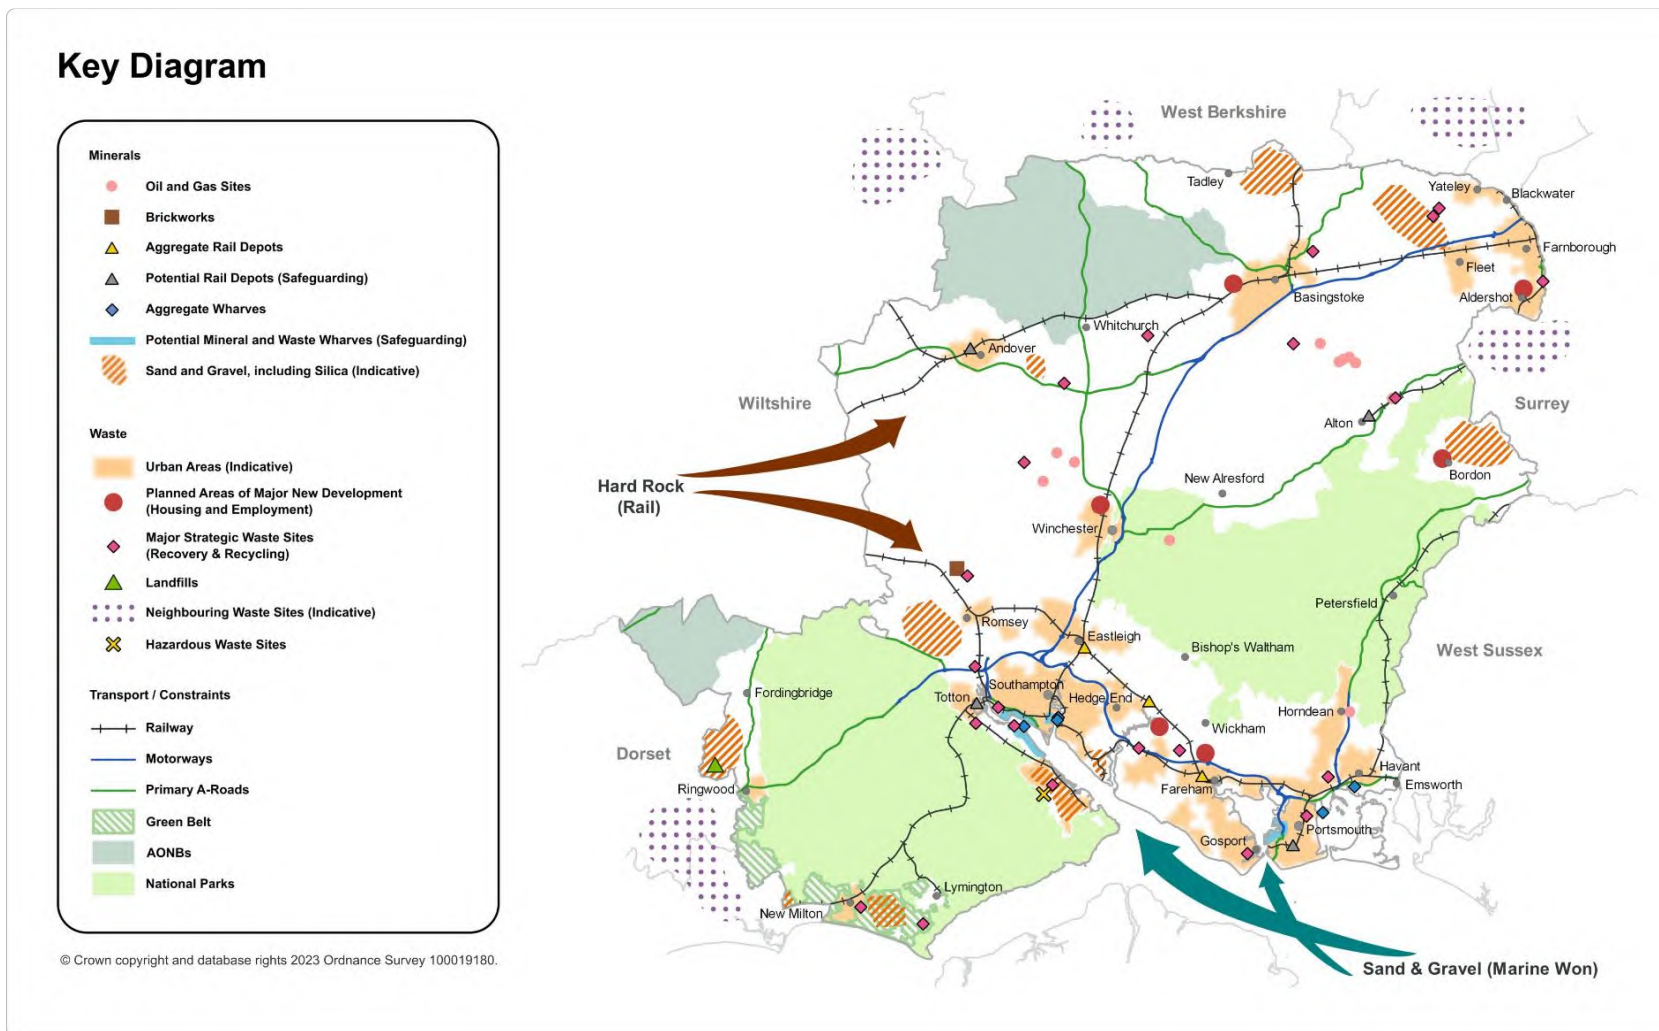 Key Diagram
Minerals
Oil and Gas Sites
Brickworks
Aggregate Rail Depots
Potential Rail Depots (Safeguarding)
Aggregate Wharves
Potential Mineral and Waste Wharves (Safeguarding)
Sand and Gravel, including Silica (Indicative)
Waste
Urban Areas (Indicative)
Planned Areas of Major New Development
(Housing and Employment)
Major Strategic Waste Sites
(Recovery & Recycling)
Landfills
Neighbouring Waste Sites (Indicative)
Hazardous Waste Sites
Transport / Constraints
Railway
Motorways
Primary A-Roads
Green Belt
AONBs
National Parks
© Crown copyright and database rights 2023 Ordnance Survey 100019180.
West Berkshire
Tadley
Yateley
Blackwater
Farnborough
Fleet
Basingstoke
Aldershot
Whitchurch
Andover
Wiltshire
Surrey
Alton
Hard Rock
(Rail)
Bordon
New Alresford
Winchester
Petersfield
Romsey
Eastleigh
Bishop's Waltham
West Sussex
Fordingbridge
Totton
Southampton
Hedge End
Horndean
Wickham
Dorset
Ringwood
Fareham
Havant
Emsworth
Portsmouth
Gosport
Lymington
New Milton
Sand & Gravel (Marine Won)